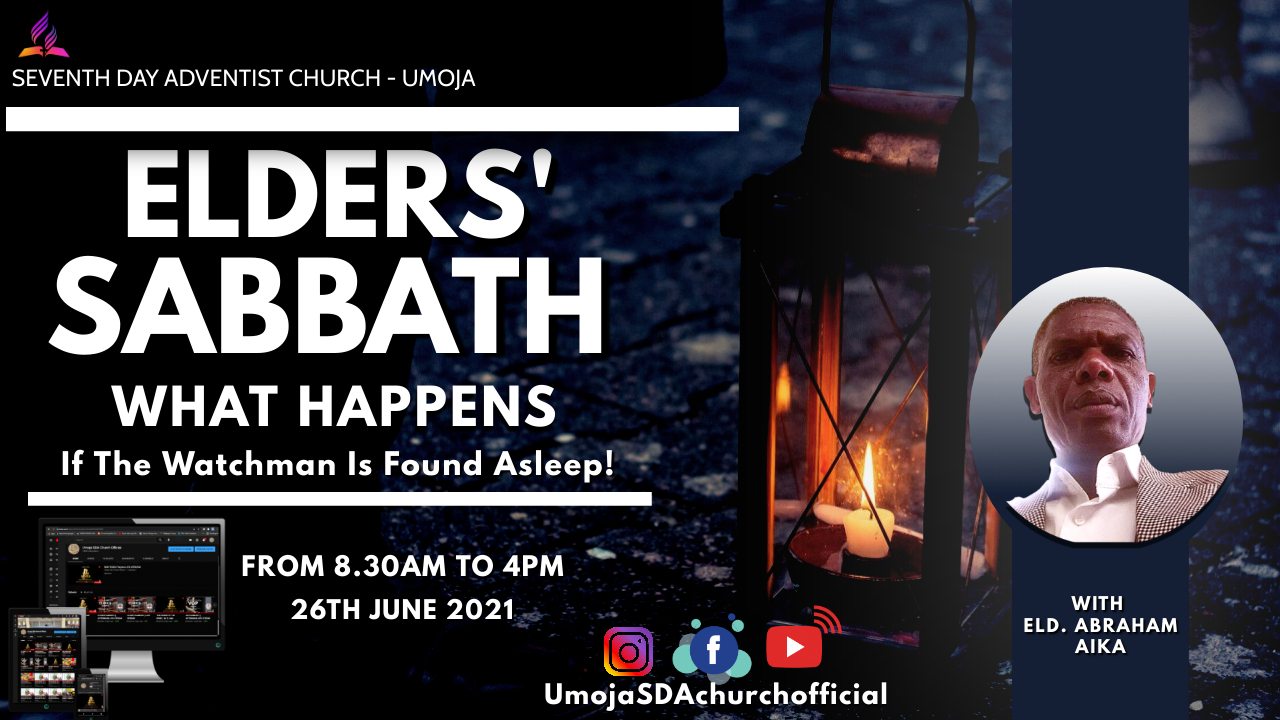 SEVENTH DAY ADVENTIST CHURCH - UMOJA
ELDERS'
SABBATH
WHAT HAPPENS
If The Watchman Is Found Asleep!
FROM 8.30AM TO 4PM
26TH JUNE 2021
UmojaSDAchurchofficial
WITH
ELD. ABRAHAM
AIKA